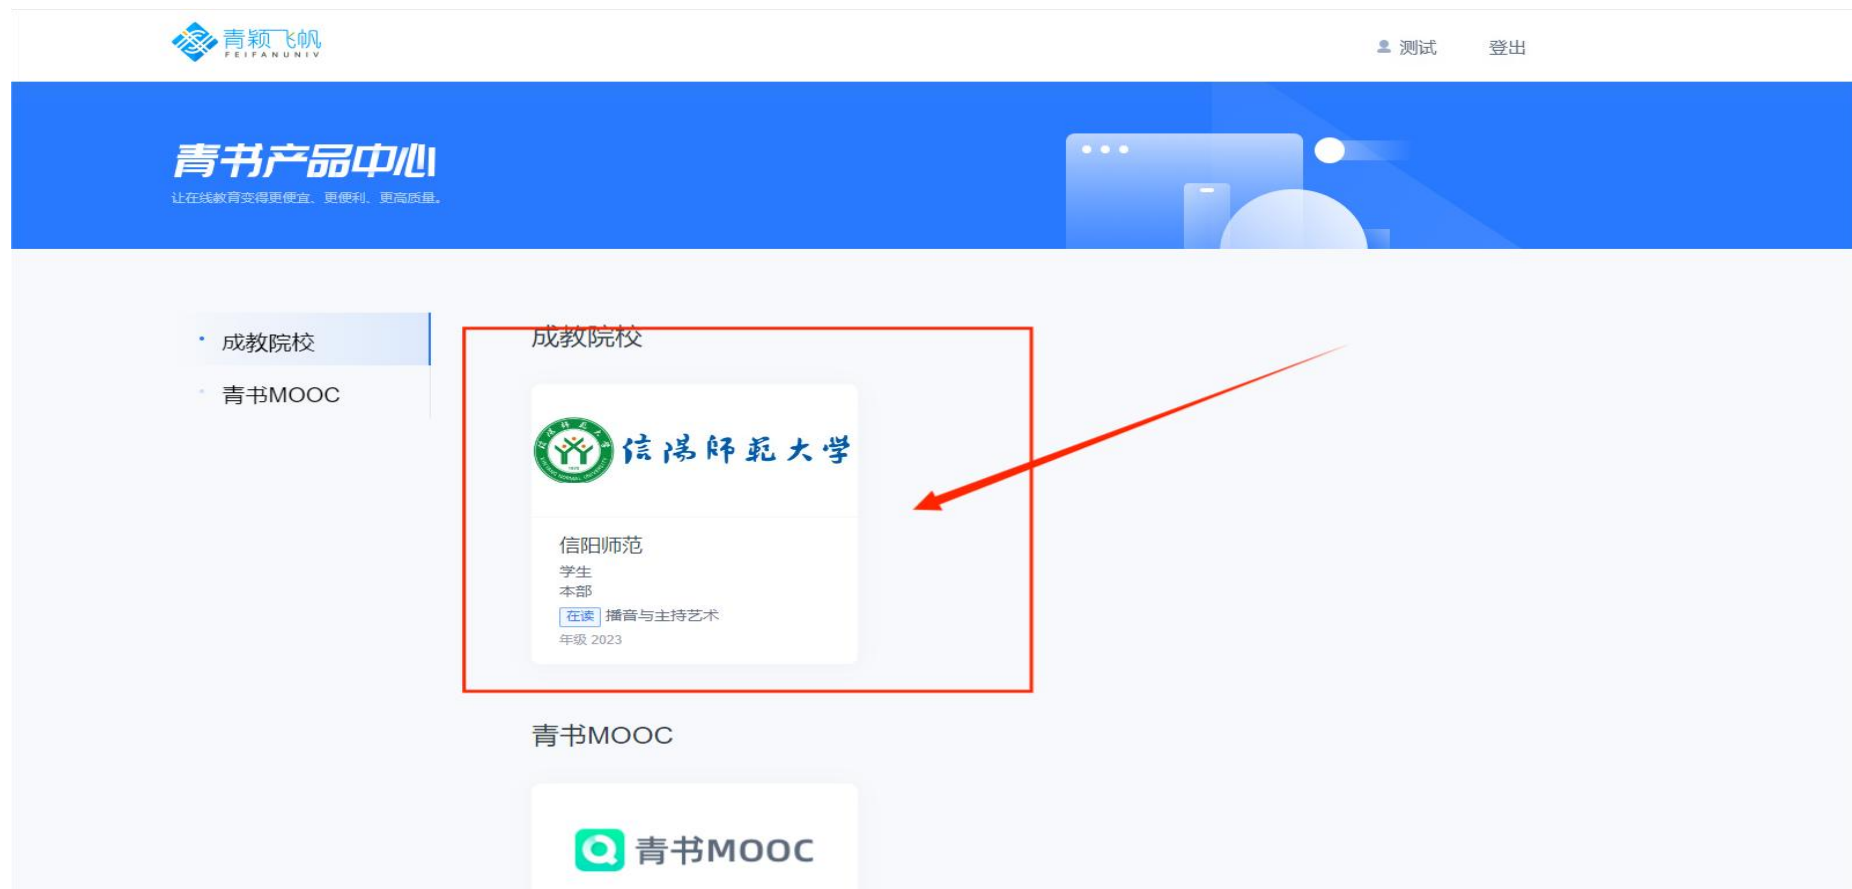 青颖飞帆
FEIFANUNIV
测试 登出
青书产品中心
让在线教育变得更便宜、更便利、更高质量。
成教院校
青书MOOC
成教院校
信陽師范大学
信阳师范
学生
本部
在读 播音与主持艺术
年级 2023
青书MOOC
青书MOOC